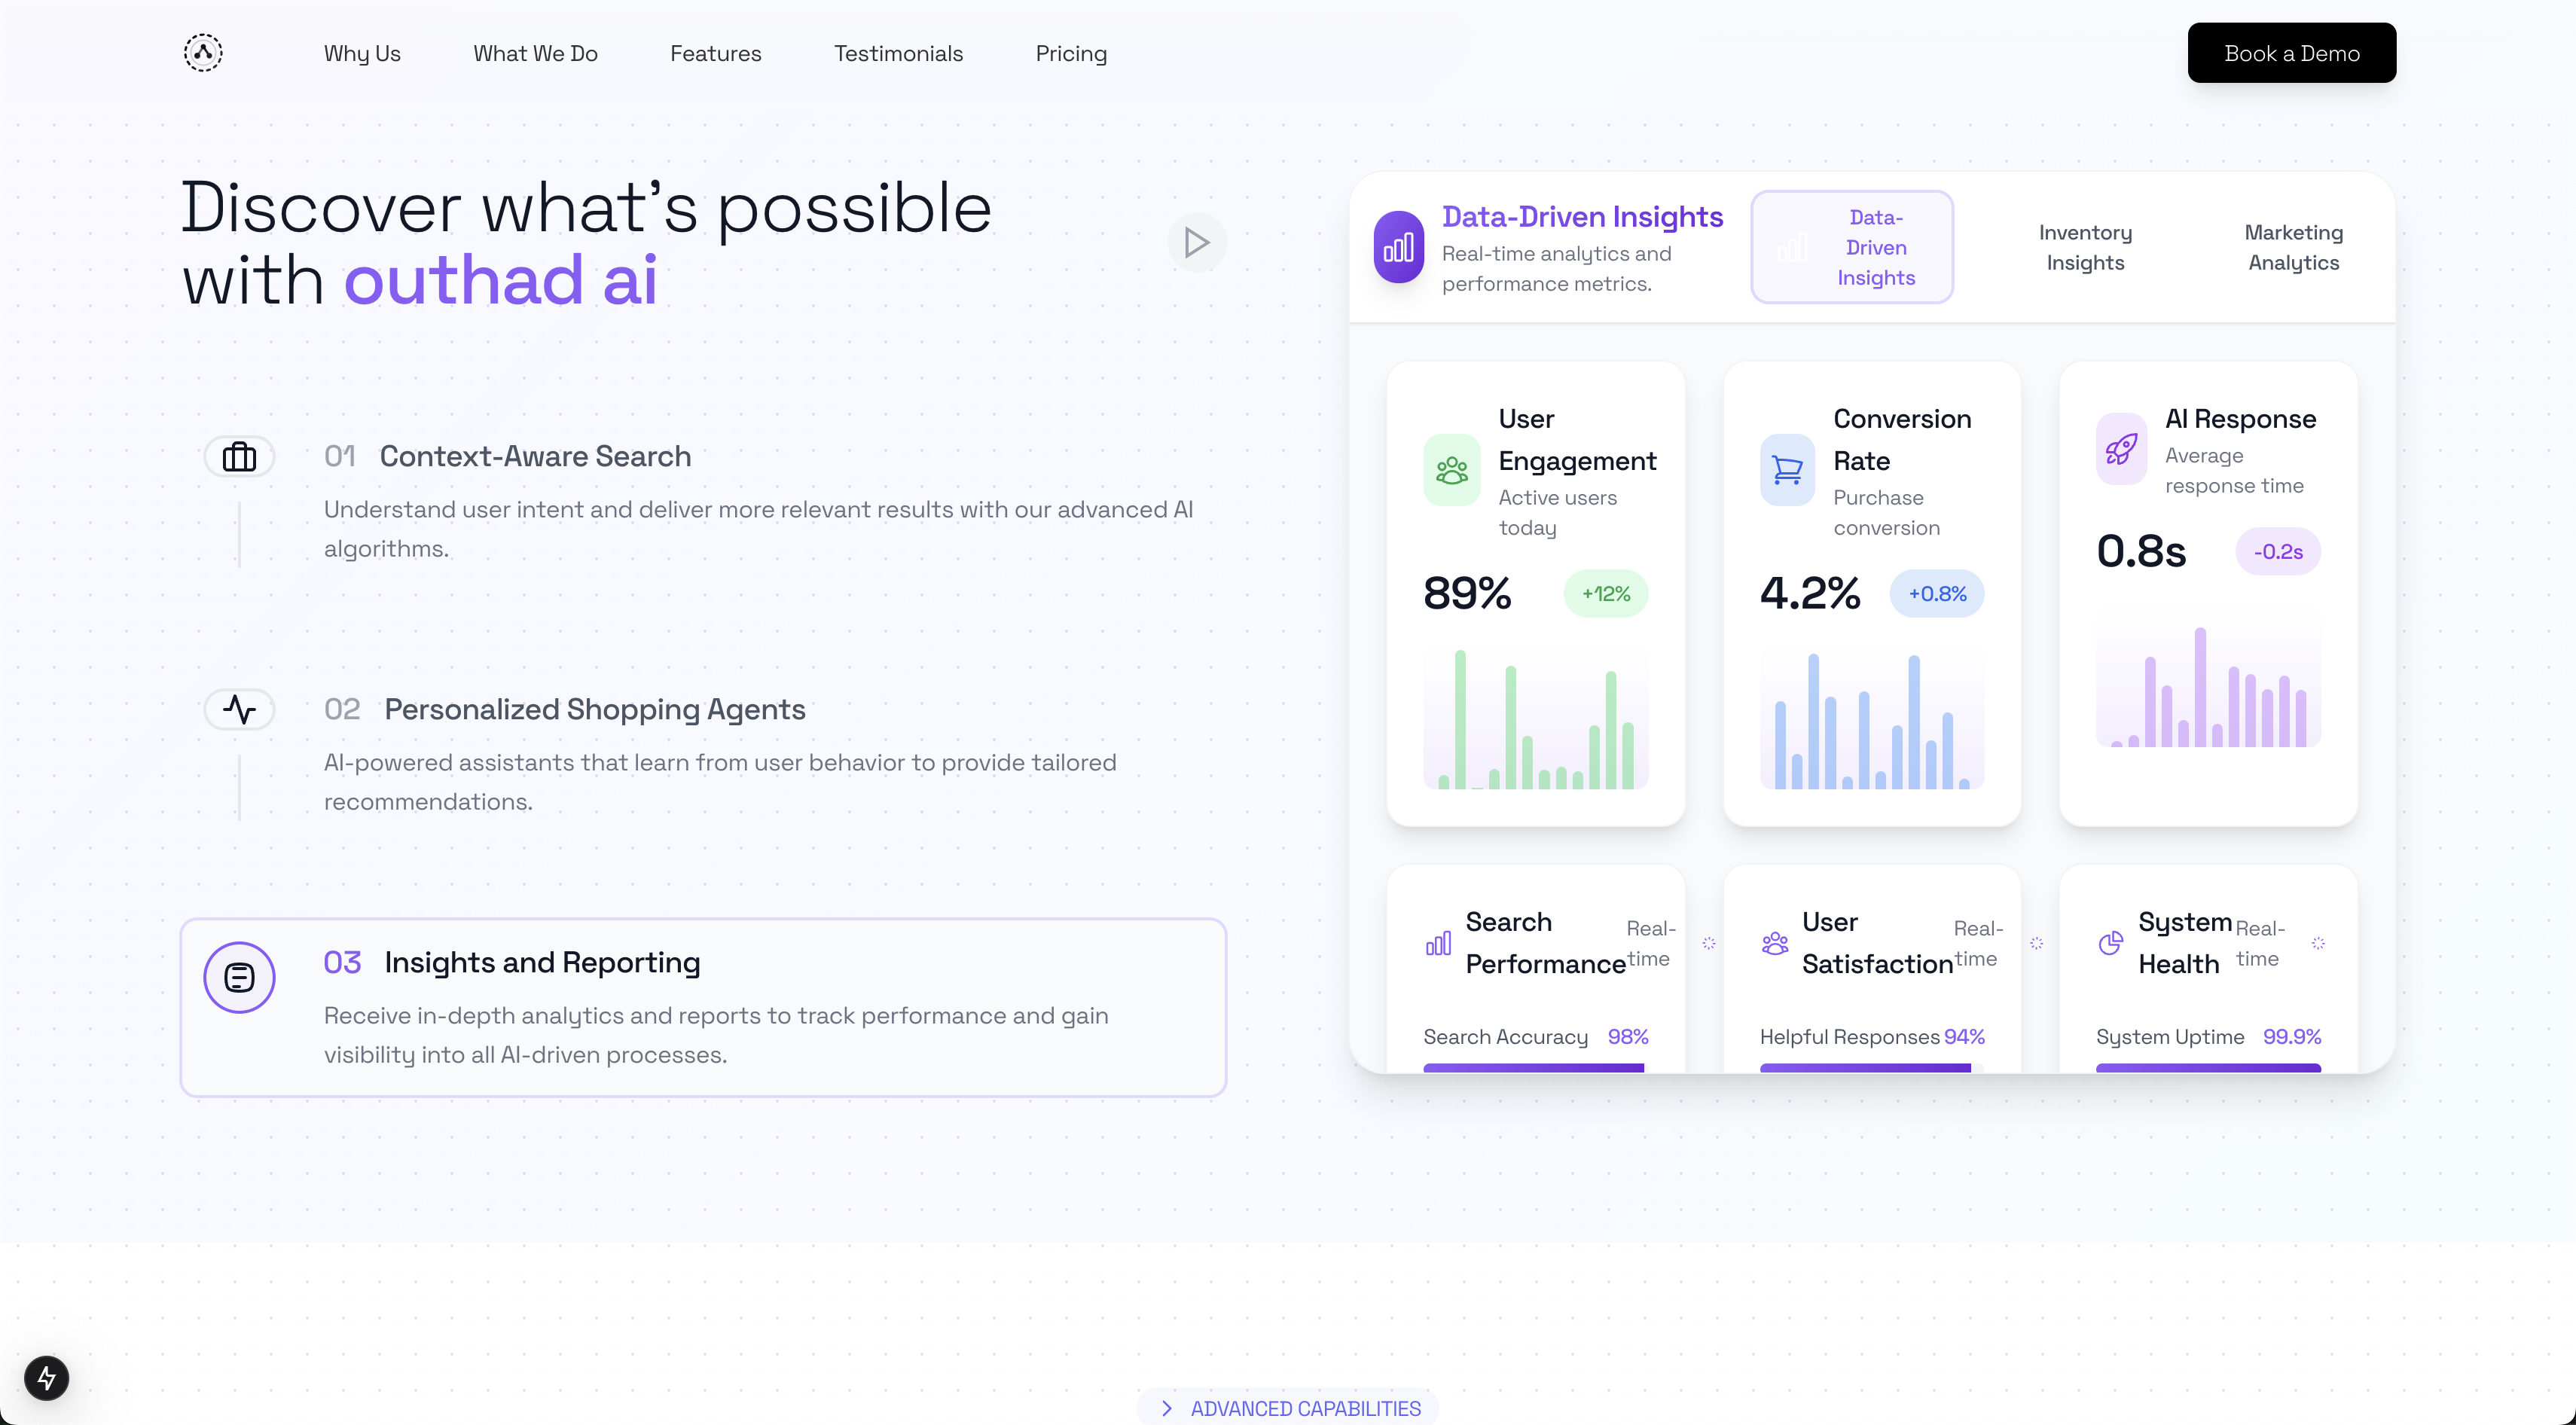 Why Us
What We Do
Features
Testimonials
Pricing
Book a Demo
Discover what's possible
with outhad ai
01 Context-Aware Search
Understand user intent and deliver more relevant results with our advanced AI
algorithms.
02 Personalized Shopping Agents
AI-powered assistants that learn from user behavior to provide tailored
recommendations.
03 Insights and Reporting
Receive in-depth analytics and reports to track performance and gain
visibility into all AI-driven processes.
Data-Driven Insights
Real-time analytics and
performance metrics.
Data-
Driven
Insights
Inventory
Insights
Marketing
Analytics
User
Engagement
Active users
today
89%
+12%
Conversion
Rate
Purchase
conversion
4.2%
+0.8%
AI Response
Average
response time
0.8s
-0.2s
Search
Performance
Real-
time
Search Accuracy 98%
User
Satisfaction
Real-
time
Helpful Responses 94%
System
Health
Real-
time
System Uptime 99.9%
ADVANCED CAPABILITIES